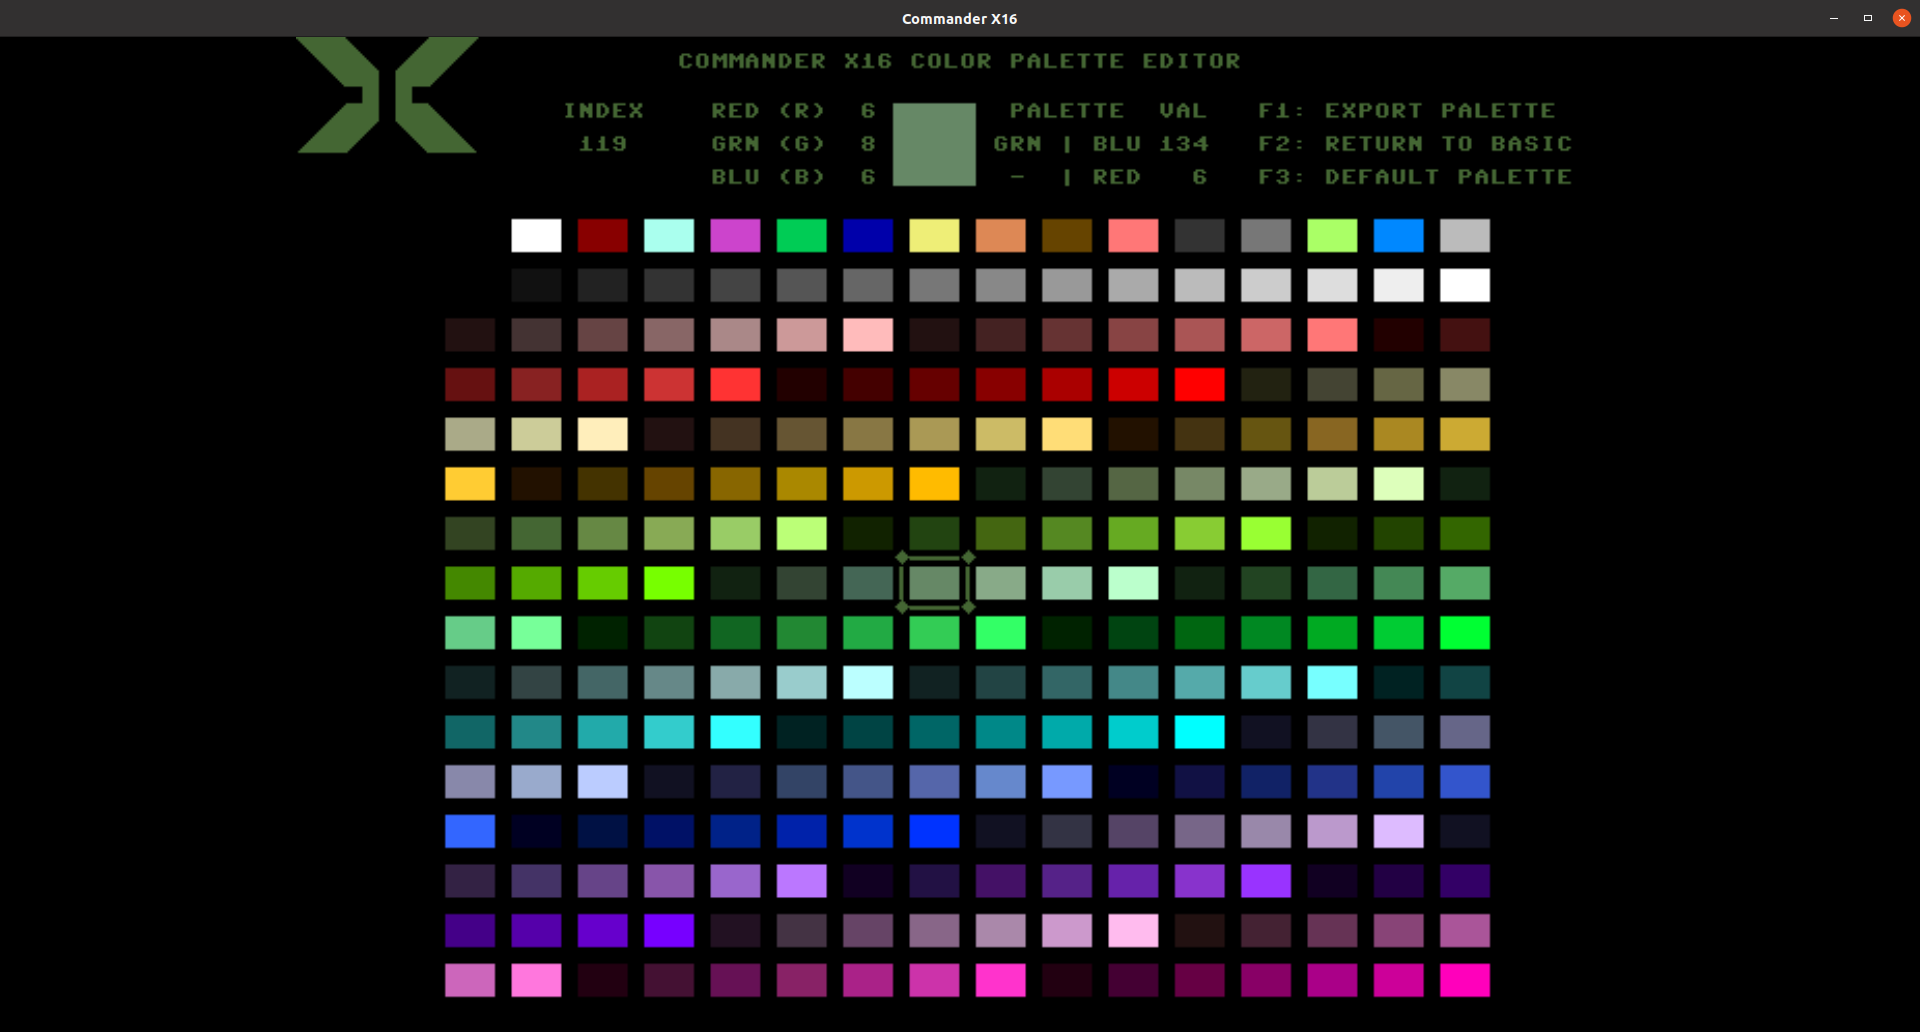 Commander X16
COMMANDER X16 COLOR PALETTE EDITOR
INDEX RED (R) 6 PALETTE VAL F1: EXPORT PALETTE
119 GRN (G) 8 GRN | BLU 134 F2: RETURN TO BASIC
BLU (B) 6 - | RED 6 F3: DEFAULT PALETTE